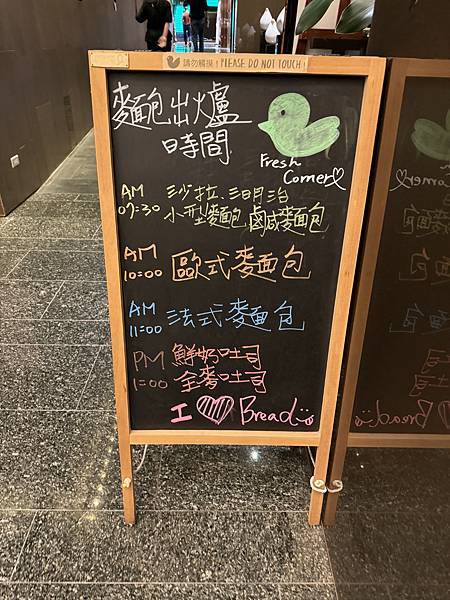 請勿觸摸！PLEASE DO NOT TOUCH！
麵包出爐
時間
Fresh
Corner
AM 沙拉 三明治
07:30 小型麵包 鹹麵包
AM
10:00 歐式麵包
AM
11:00 法式麵包
PM 鮮奶吐司
1:00 全麥吐司
I Bread